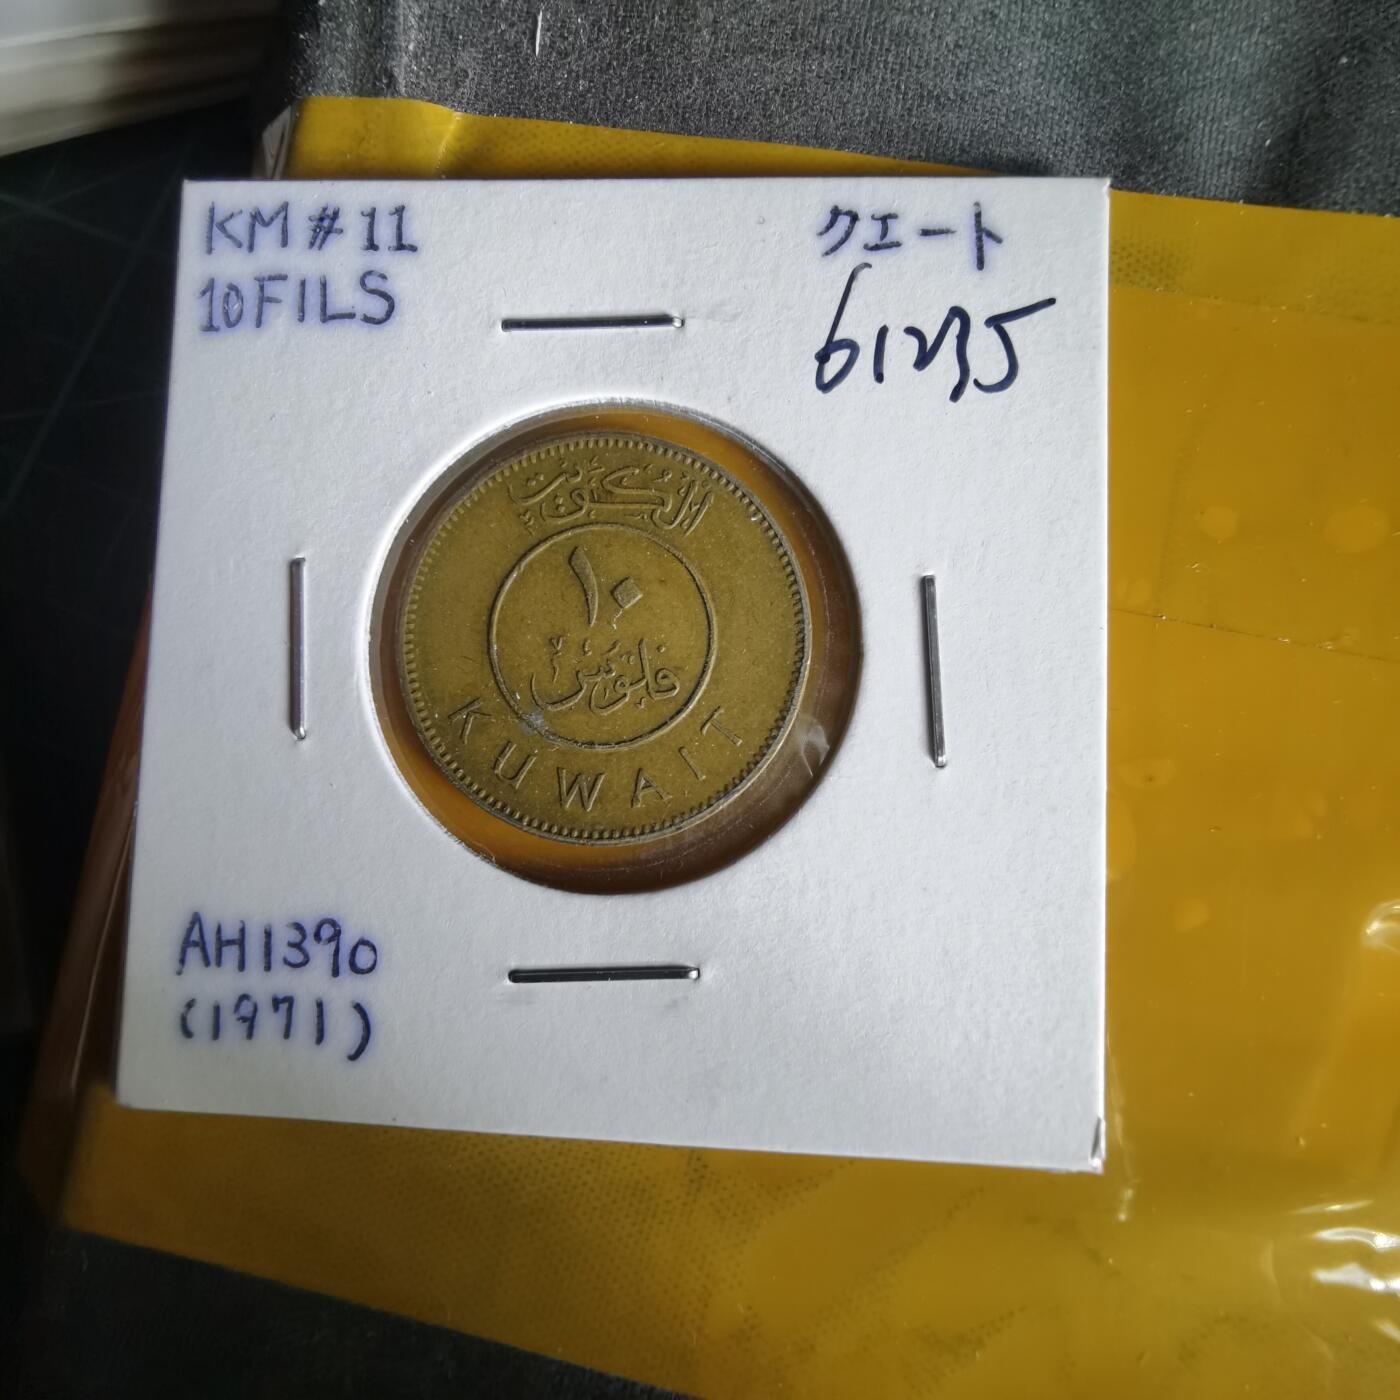 KM#11
10FILS
クエート
61235
الكويت
١٠
فلوس
KUWAIT
AH1390
(1971)